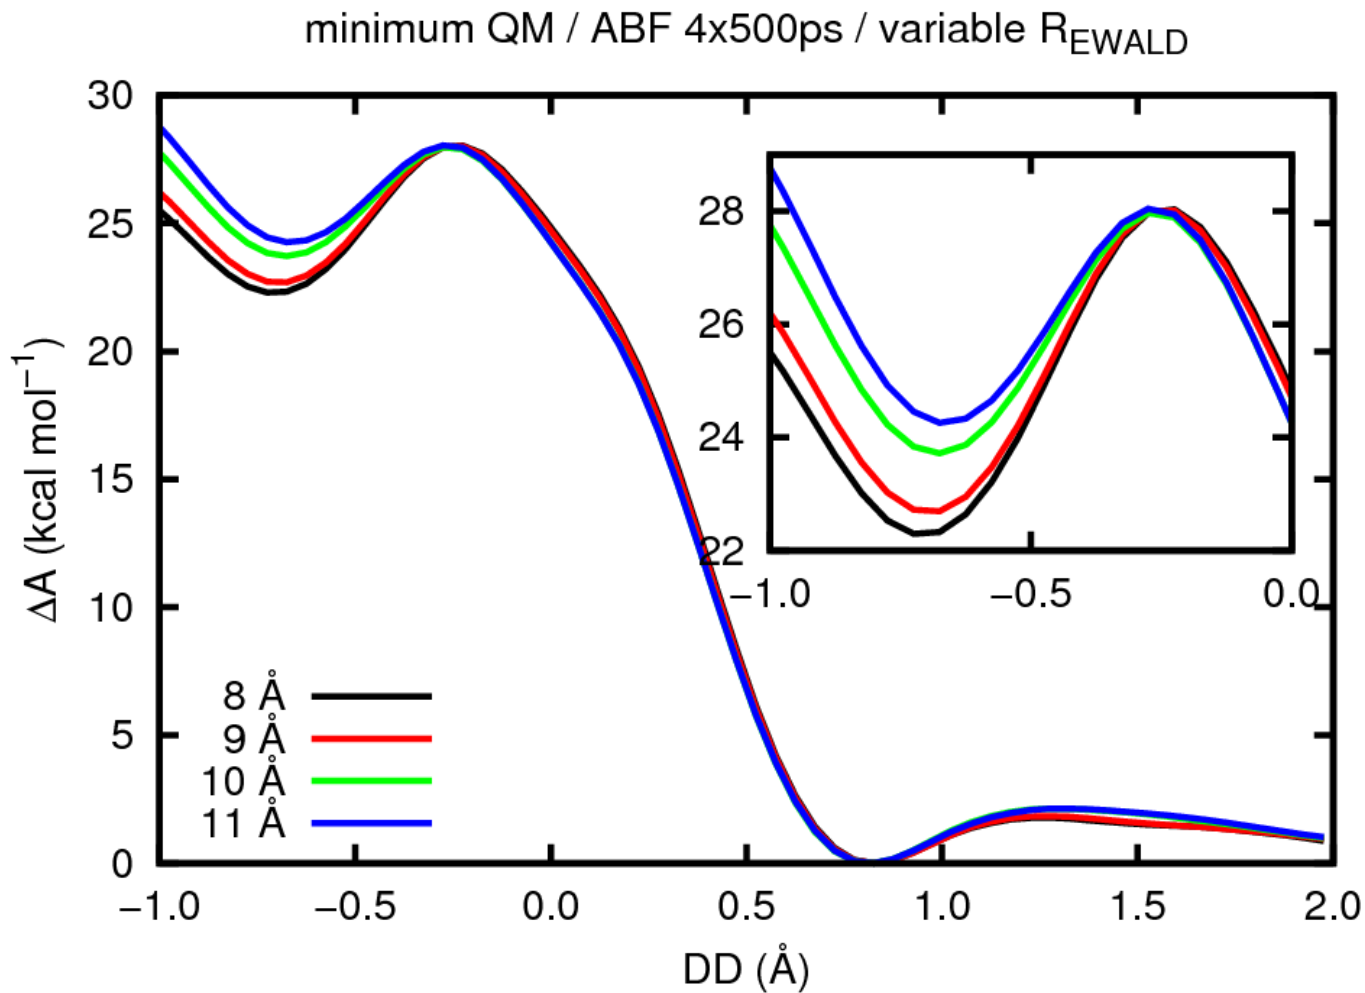 minimum QM / ABF 4x500ps / variable R_EWALD
ΔA (kcal mol⁻¹)
30
25
20
15
10
5
0
28
26
24
22
−1.0 −0.5 0.0
8 Å
9 Å
10 Å
11 Å
−1.0 −0.5 0.0 0.5 1.0 1.5 2.0
DD (Å)